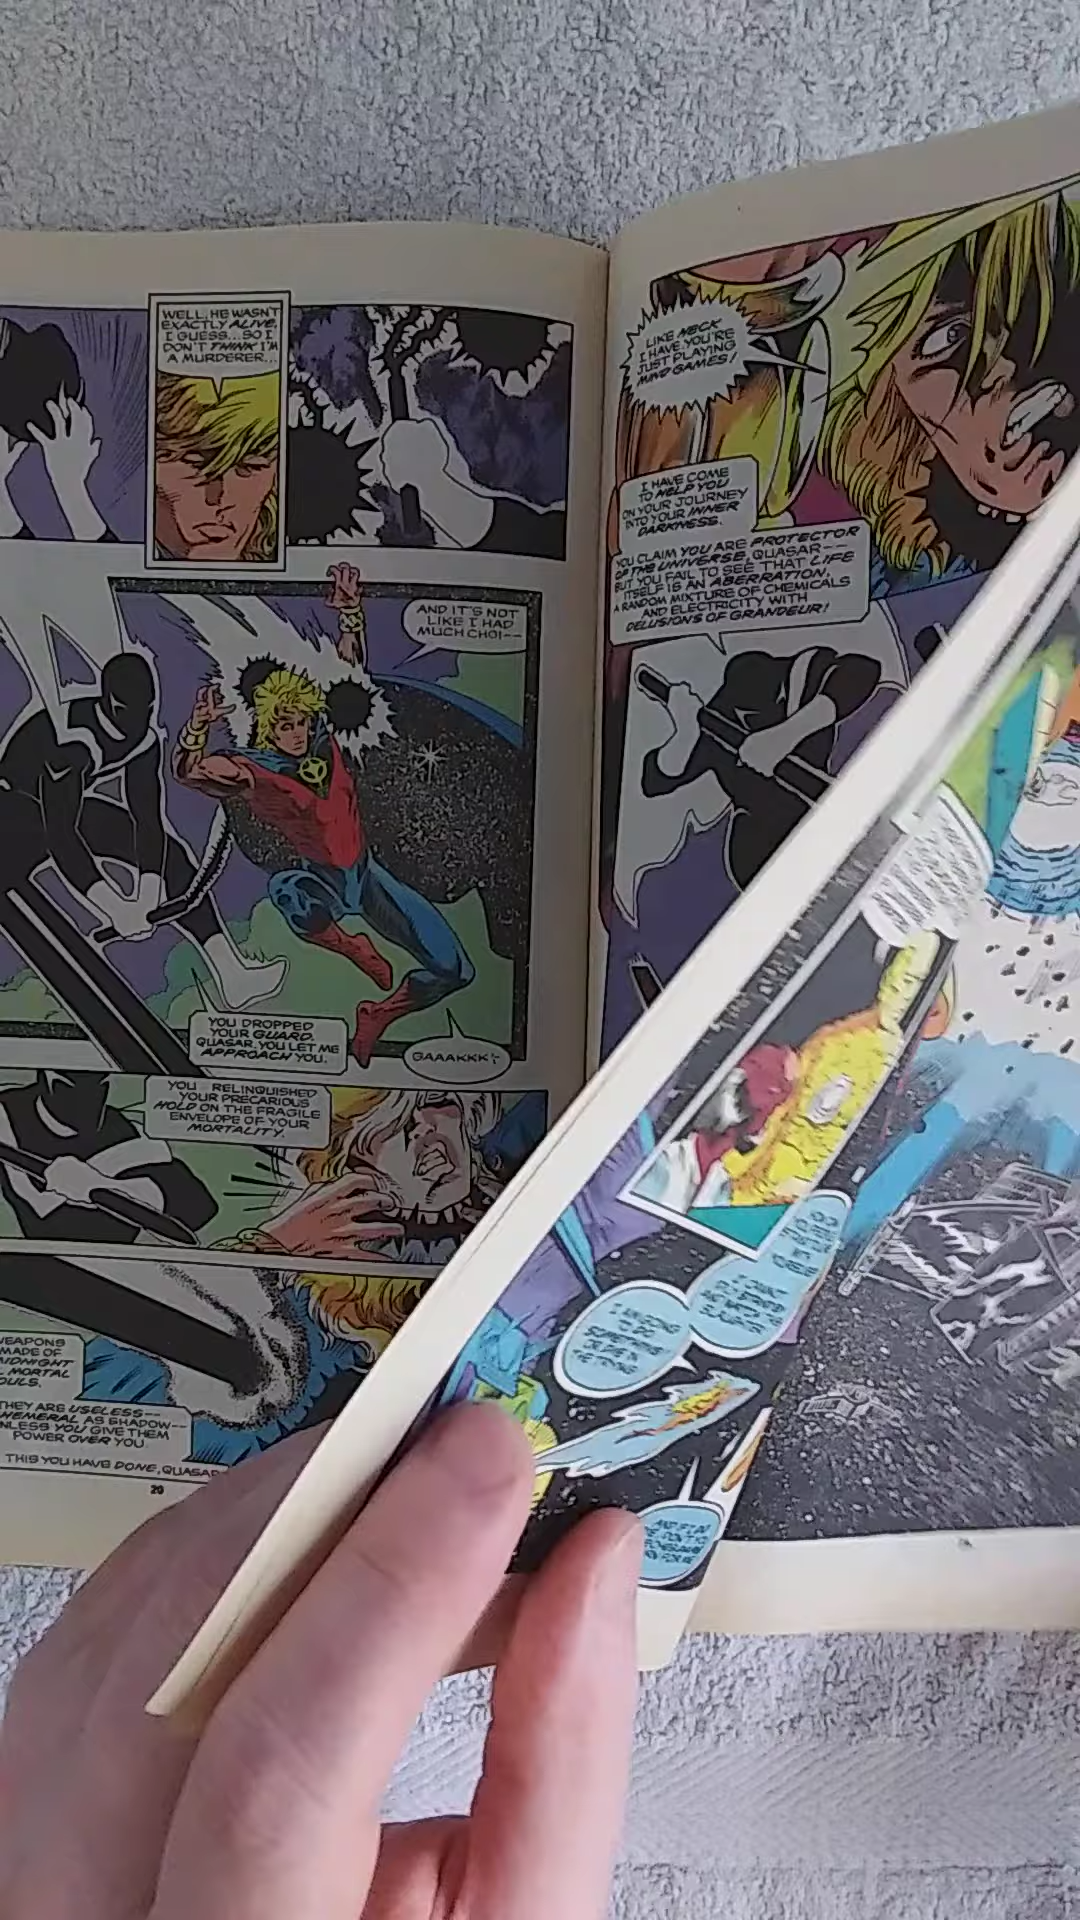 WELL, HE WASN'T
EXACTLY ALIVE,
I GUESS... SO I
DON'T THINK I'M
A MURDERER...
AND IT'S NOT
LIKE I HAD
MUCH CHOI--
YOU DROPPED
YOUR GUARD,
QUASAR. YOU LET ME
APPROACH YOU.
GAAAKKK!
YOU RELINQUISHED
YOUR PRECARIOUS
HOLD ON THE FRAGILE
ENVELOPE OF YOUR
MORTALITY.
WEAPONS
MADE OF
MIDNIGHT
MORTAL
THEY ARE USELESS--
EPHEMERAL AS SHADOW--
UNLESS YOU GIVE THEM
POWER OVER YOU.
THIS YOU HAVE DONE, QUASAR
20
LIKE HECK
I HAVE. YOU'RE
JUST PLAYING
MIND GAMES!
I HAVE COME
TO HELP YOU
ON YOUR JOURNEY
INTO YOUR INNER
DARKNESS.
YOU CLAIM YOU ARE PROTECTOR
OF THE UNIVERSE, QUASAR--
BUT YOU FAIL TO SEE THAT LIFE
ITSELF IS AN ABERRATION,
A RANDOM MIXTURE OF CHEMICALS
AND ELECTRICITY WITH
DELUSIONS OF GRANDEUR!